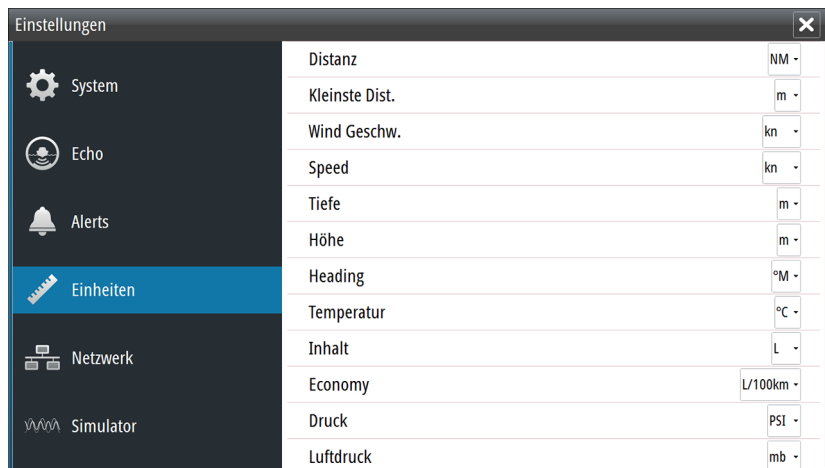 Einstellungen
System
Echo
Alerts
Einheiten
Netzwerk
Simulator
Distanz NM
Kleinste Dist. m
Wind Geschw. kn
Speed kn
Tiefe m
Höhe m
Heading °M
Temperatur °C
Inhalt L
Economy L/100km
Druck PSI
Luftdruck mb